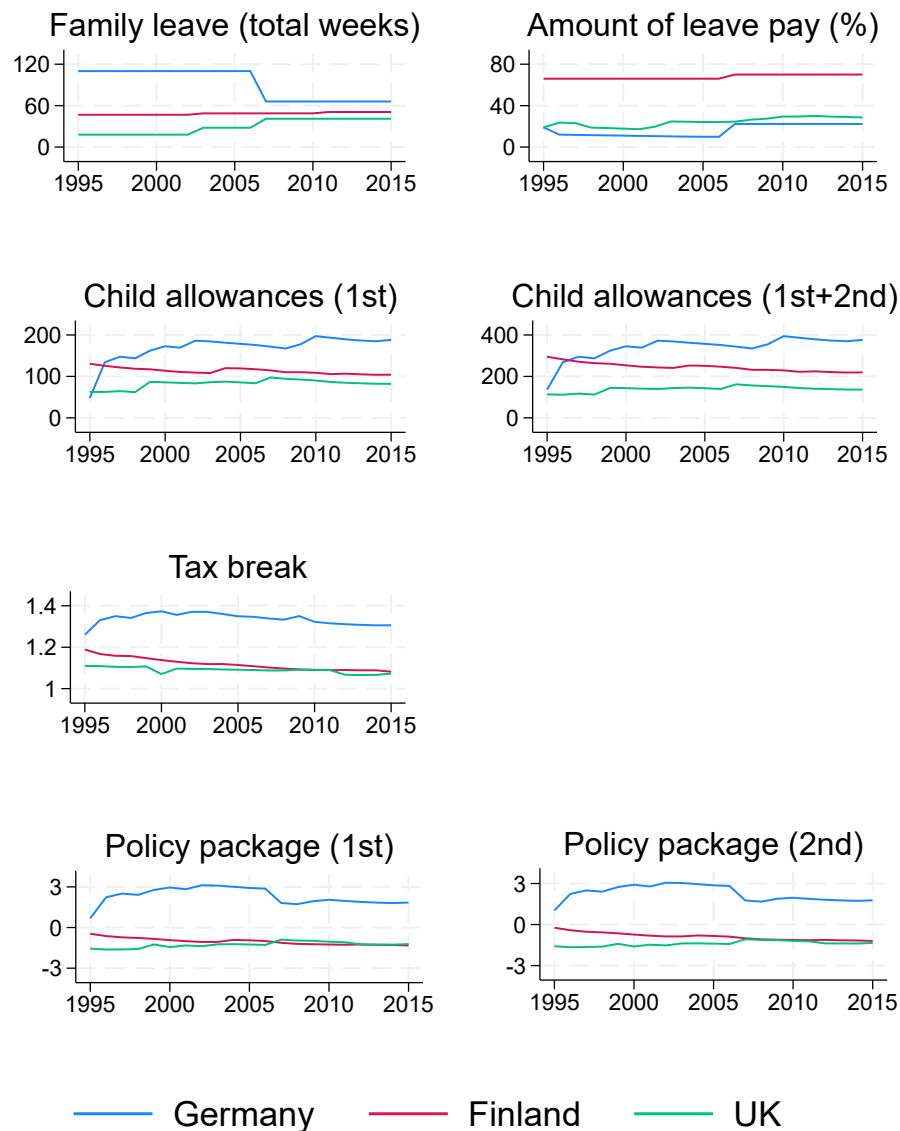 Family leave (total weeks)
120
60
0
1995 2000 2005 2010 2015
Amount of leave pay (%)
80
40
0
1995 2000 2005 2010 2015
Child allowances (1st)
200
100
0
1995 2000 2005 2010 2015
Child allowances (1st+2nd)
400
200
0
1995 2000 2005 2010 2015
Tax break
1.4
1.2
1
1995 2000 2005 2010 2015
Policy package (1st)
3
0
-3
1995 2000 2005 2010 2015
Policy package (2nd)
3
0
-3
1995 2000 2005 2010 2015
Germany Finland UK